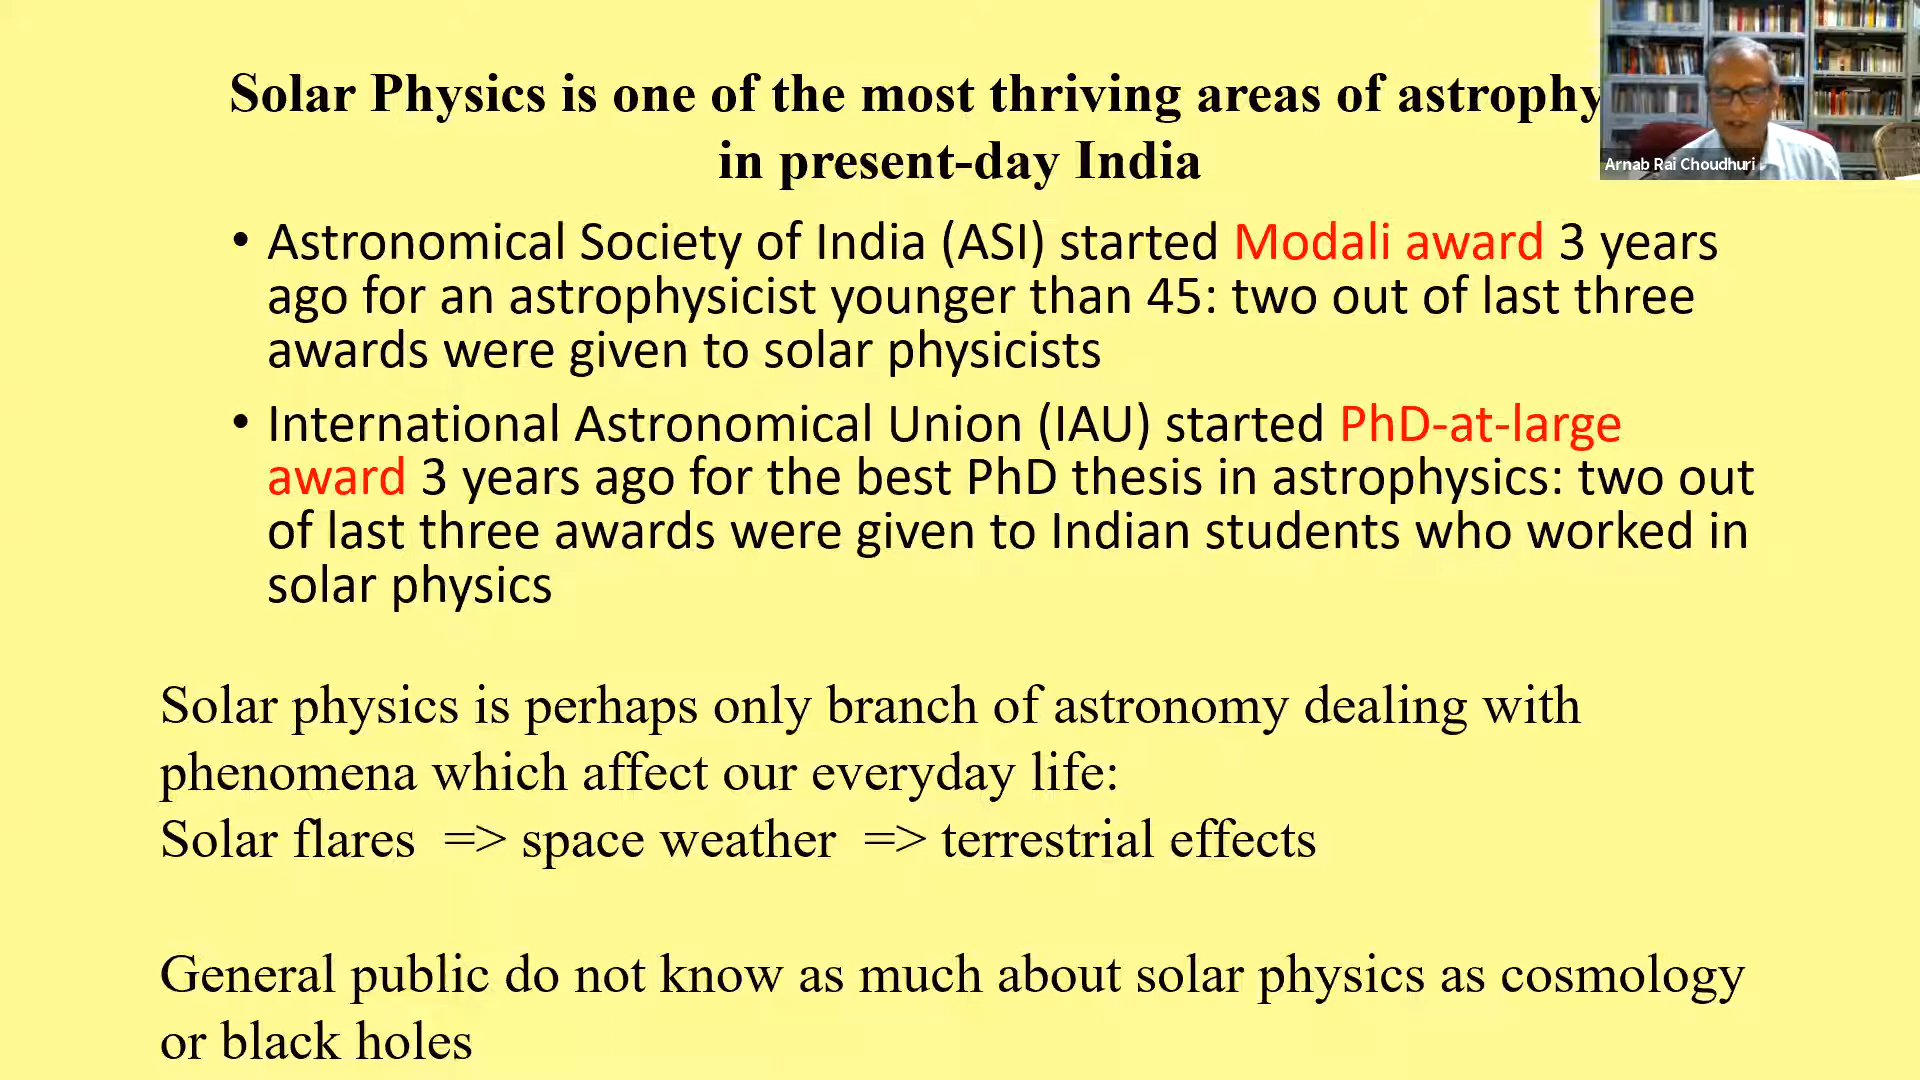 Solar Physics is one of the most thriving areas of astrophy
in present-day India
Arnab Rai Choudhuri
• Astronomical Society of India (ASI) started Modali award 3 years
ago for an astrophysicist younger than 45: two out of last three
awards were given to solar physicists
• International Astronomical Union (IAU) started PhD-at-large
award 3 years ago for the best PhD thesis in astrophysics: two out
of last three awards were given to Indian students who worked in
solar physics
Solar physics is perhaps only branch of astronomy dealing with
phenomena which affect our everyday life:
Solar flares => space weather => terrestrial effects
General public do not know as much about solar physics as cosmology
or black holes